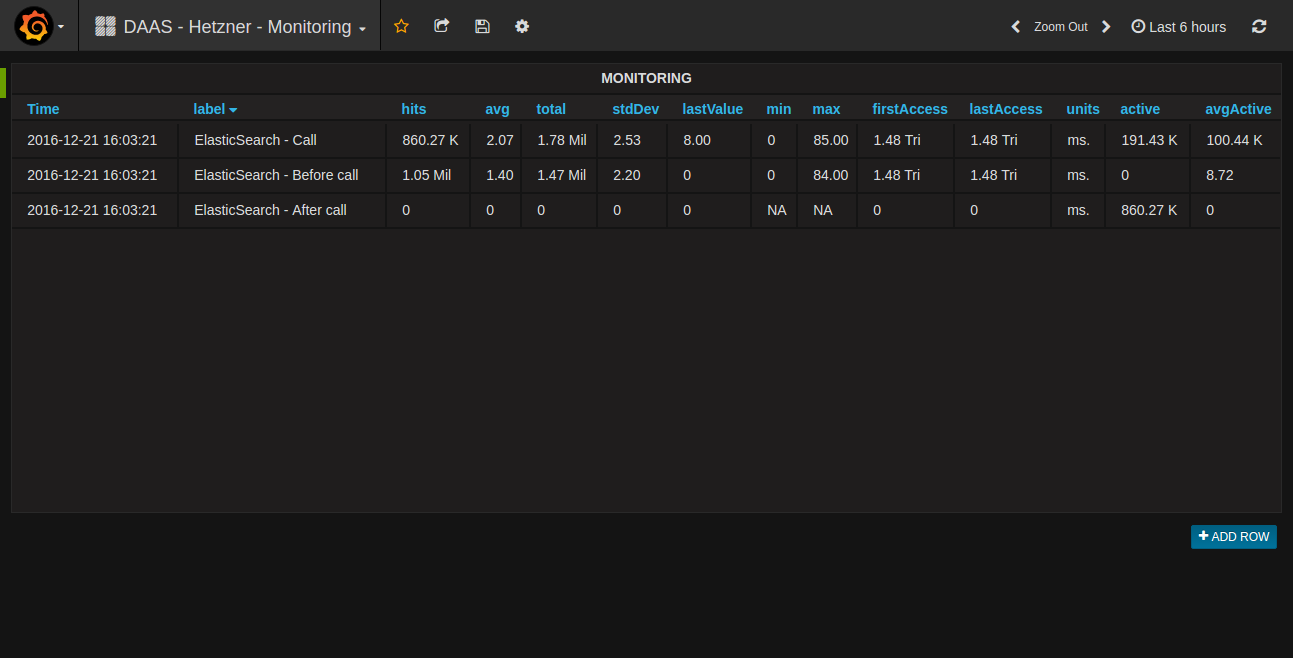 DAAS - Hetzner - Monitoring Zoom Out Last 6 hours
MONITORING
Time label hits avg total stdDev lastValue min max firstAccess lastAccess units active avgActive
2016-12-21 16:03:21 ElasticSearch - Call 860.27 K 2.07 1.78 Mil 2.53 8.00 0 85.00 1.48 Tri 1.48 Tri ms. 191.43 K 100.44 K
2016-12-21 16:03:21 ElasticSearch - Before call 1.05 Mil 1.40 1.47 Mil 2.20 0 0 84.00 1.48 Tri 1.48 Tri ms. 0 8.72
2016-12-21 16:03:21 ElasticSearch - After call 0 0 0 0 0 NA NA 0 0 ms. 860.27 K 0
ADD ROW